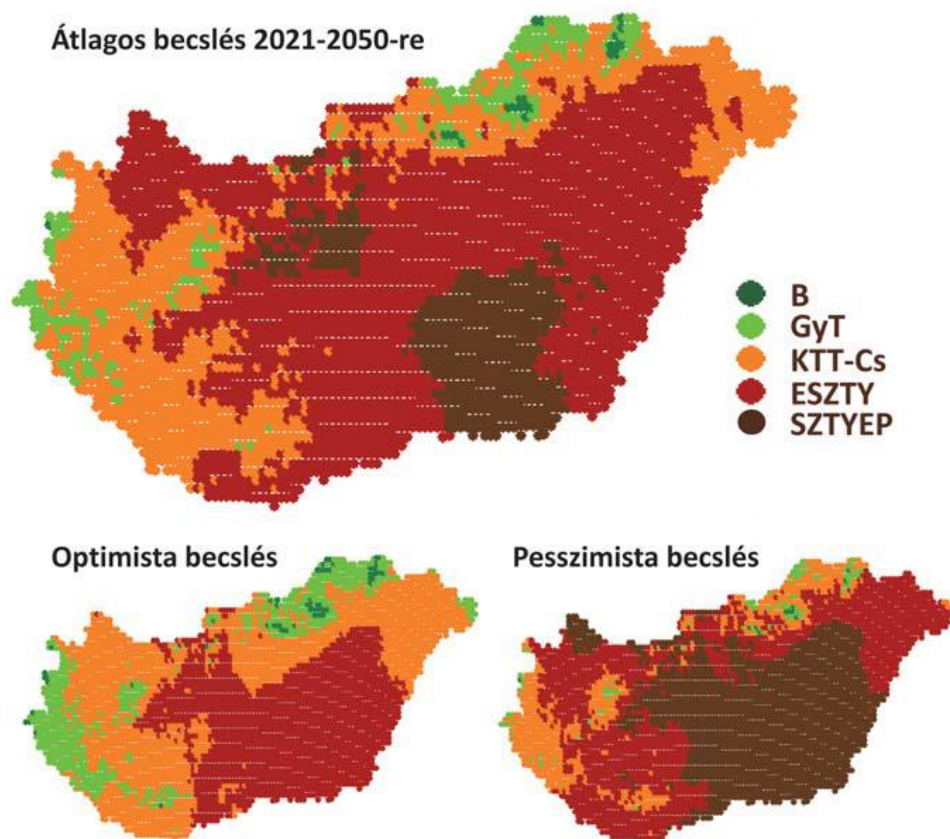 Átlagos becslés 2021-2050-re
B
GyT
KTT-Cs
ESZTY
SZTYEP
Optimista becslés
Pesszimista becslés